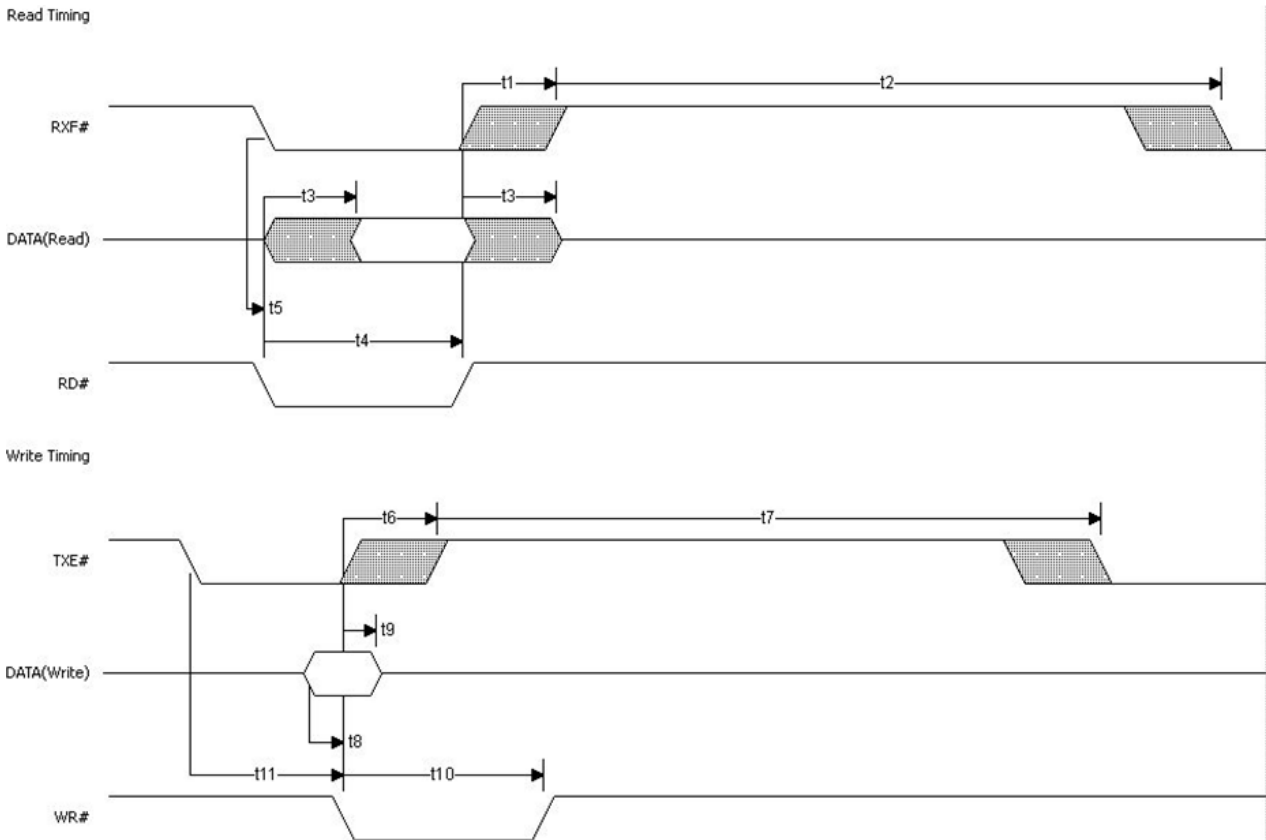 Read Timing
t1
t2
RXF#
t3
t3
DATA(Read)
t5
t4
RD#
Write Timing
t6
t7
TXE#
t9
DATA(Write)
t8
t11
t10
WR#